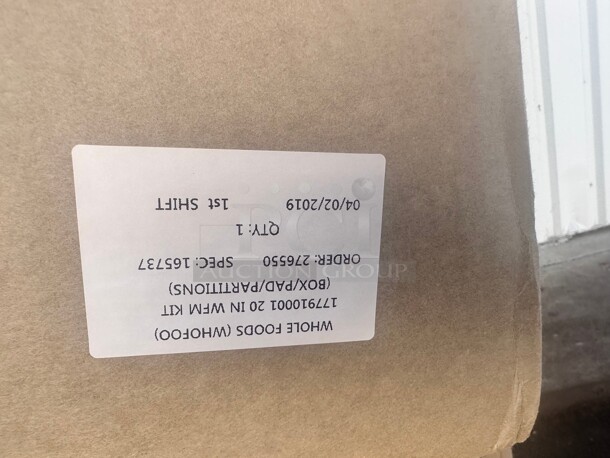 WHOLE FOODS (WHOFOO)
177910001 20 IN WFM KIT
(BOX/PAD/PARTITIONS)
ORDER: 276550 SPEC: 165737
QTY: 1
04/02/2019 1st SHIFT
PCI
AUCTION GROUP